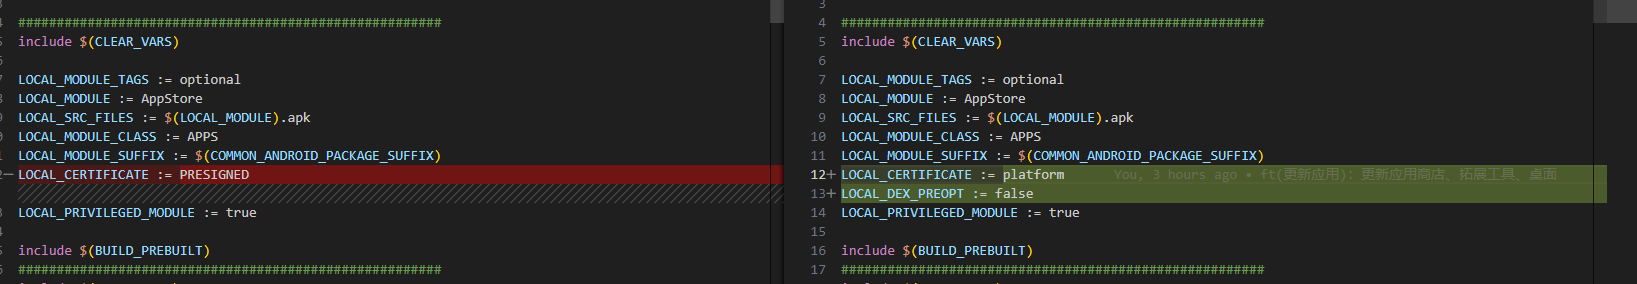 3
4 #######################################################
include $(CLEAR_VARS)
LOCAL_MODULE_TAGS := optional
LOCAL_MODULE := AppStore
LOCAL_SRC_FILES := $(LOCAL_MODULE).apk
LOCAL_MODULE_CLASS := APPS
LOCAL_MODULE_SUFFIX := $(COMMON_ANDROID_PACKAGE_SUFFIX)
LOCAL_CERTIFICATE := PRESIGNED
LOCAL_PRIVILEGED_MODULE := true
include $(BUILD_PREBUILT)
#######################################################
3
4 #######################################################
5 include $(CLEAR_VARS)
6
7 LOCAL_MODULE_TAGS := optional
8 LOCAL_MODULE := AppStore
9 LOCAL_SRC_FILES := $(LOCAL_MODULE).apk
10 LOCAL_MODULE_CLASS := APPS
11 LOCAL_MODULE_SUFFIX := $(COMMON_ANDROID_PACKAGE_SUFFIX)
12+ LOCAL_CERTIFICATE := platform You, 3 hours ago • ft(更新应用): 更新应用商店、拓展工具、桌面
13+ LOCAL_DEX_PREOPT := false
14 LOCAL_PRIVILEGED_MODULE := true
15
16 include $(BUILD_PREBUILT)
17 #######################################################